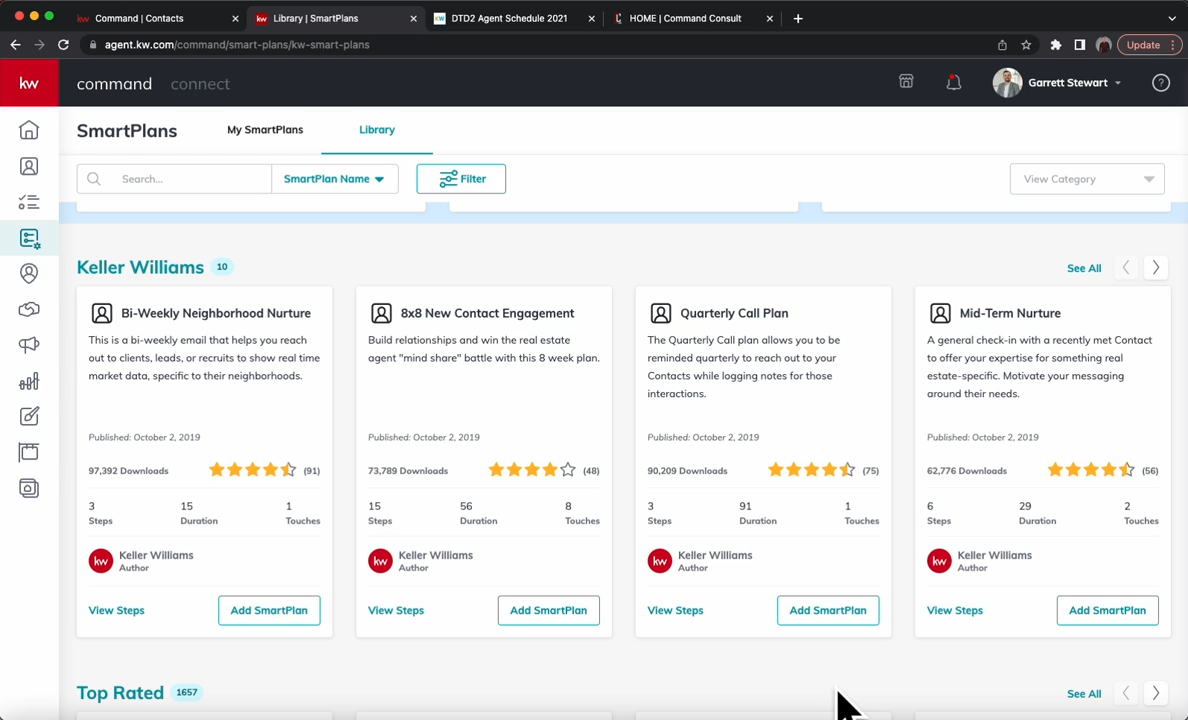 Command | Contacts
Library | SmartPlans
DTD2 Agent Schedule 2021
HOME | Command Consult
agent.kw.com/command/smart-plans/kw-smart-plans
Update
kw
command
connect
Garrett Stewart
SmartPlans
My SmartPlans
Library
Search...
SmartPlan Name
Filter
View Category
Keller Williams 10
See All
Bi-Weekly Neighborhood Nurture
This is a bi-weekly email that helps you reach
out to clients, leads, or recruits to show real time
market data, specific to their neighborhoods.
Published: October 2, 2019
97,392 Downloads
(91)
3 15 1
Steps Duration Touches
kw
Keller Williams
Author
View Steps
Add SmartPlan
8x8 New Contact Engagement
Build relationships and win the real estate
agent "mind share" battle with this 8 week plan.
Published: October 2, 2019
73,789 Downloads
(48)
15 56 8
Steps Duration Touches
kw
Keller Williams
Author
View Steps
Add SmartPlan
Quarterly Call Plan
The Quarterly Call plan allows you to be
reminded quarterly to reach out to your
Contacts while logging notes for those
interactions.
Published: October 2, 2019
90,209 Downloads
(75)
3 91 1
Steps Duration Touches
kw
Keller Williams
Author
View Steps
Add SmartPlan
Mid-Term Nurture
A general check-in with a recently met Contact
to offer your expertise for something real
estate-specific. Motivate your messaging
around their needs.
Published: October 2, 2019
62,776 Downloads
(56)
6 29 2
Steps Duration Touches
kw
Keller Williams
Author
View Steps
Add SmartPlan
Top Rated 1657
See All